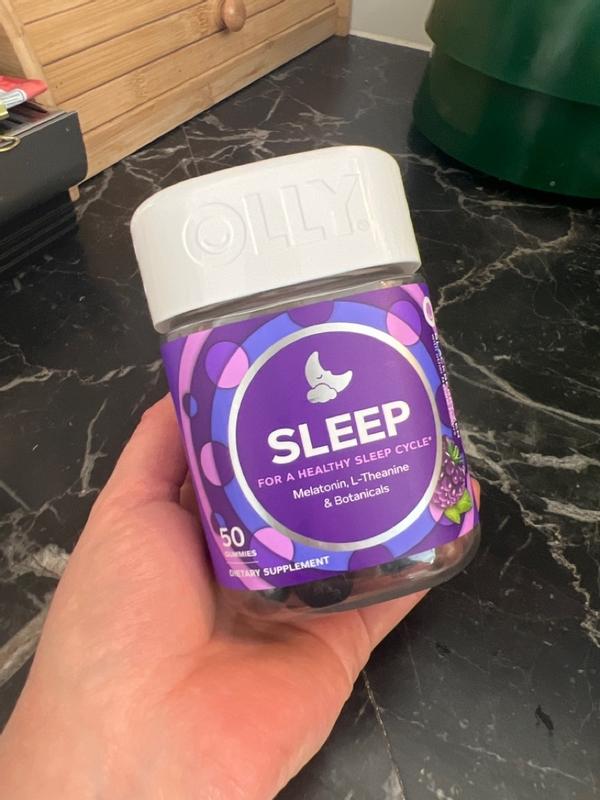 OLLY®
SLEEP
FOR A HEALTHY SLEEP CYCLE*
Melatonin, L-Theanine
& Botanicals
50
GUMMIES
DIETARY SUPPLEMENT